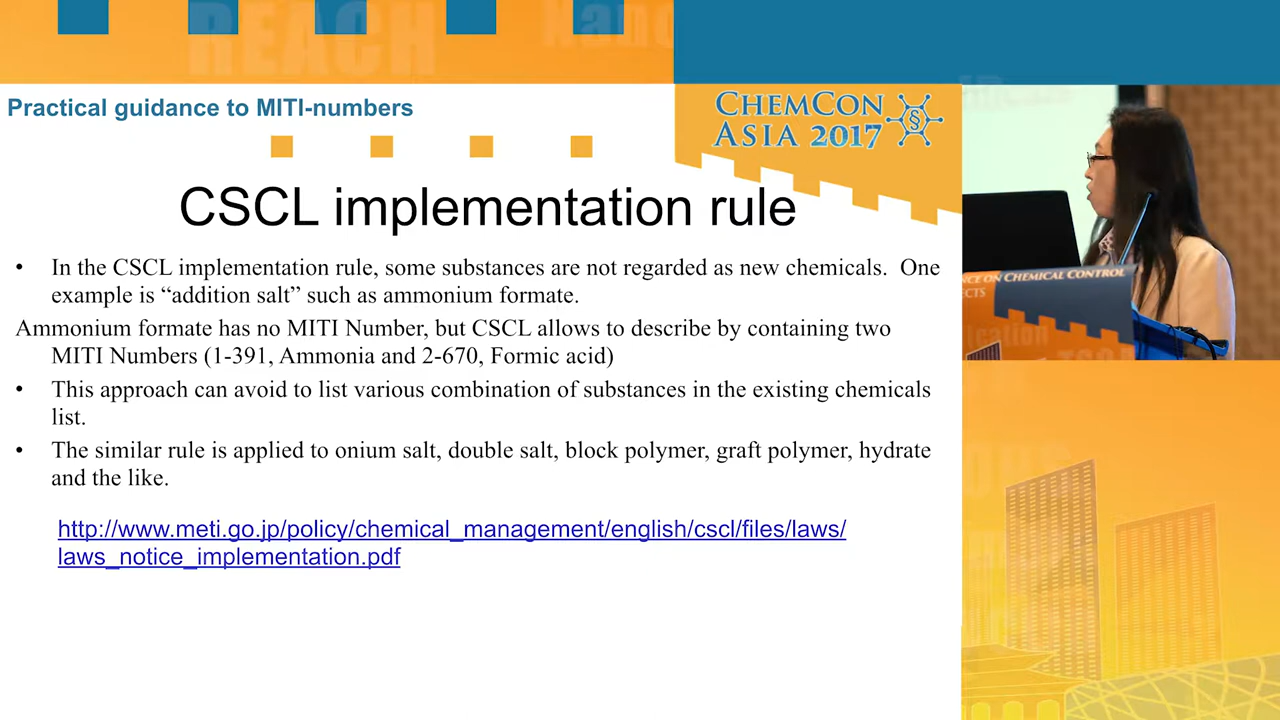 REACH
Nano
Practical guidance to MITI-numbers
CHEMCON
ASIA 2017
§
CSCL implementation rule
• In the CSCL implementation rule, some substances are not regarded as new chemicals. One
example is “addition salt” such as ammonium formate.
Ammonium formate has no MITI Number, but CSCL allows to describe by containing two
MITI Numbers (1-391, Ammonia and 2-670, Formic acid)
• This approach can avoid to list various combination of substances in the existing chemicals
list.
• The similar rule is applied to onium salt, double salt, block polymer, graft polymer, hydrate
and the like.
http://www.meti.go.jp/policy/chemical_management/english/cscl/files/laws/
laws_notice_implementation.pdf
ON CHEMICAL CONTROL